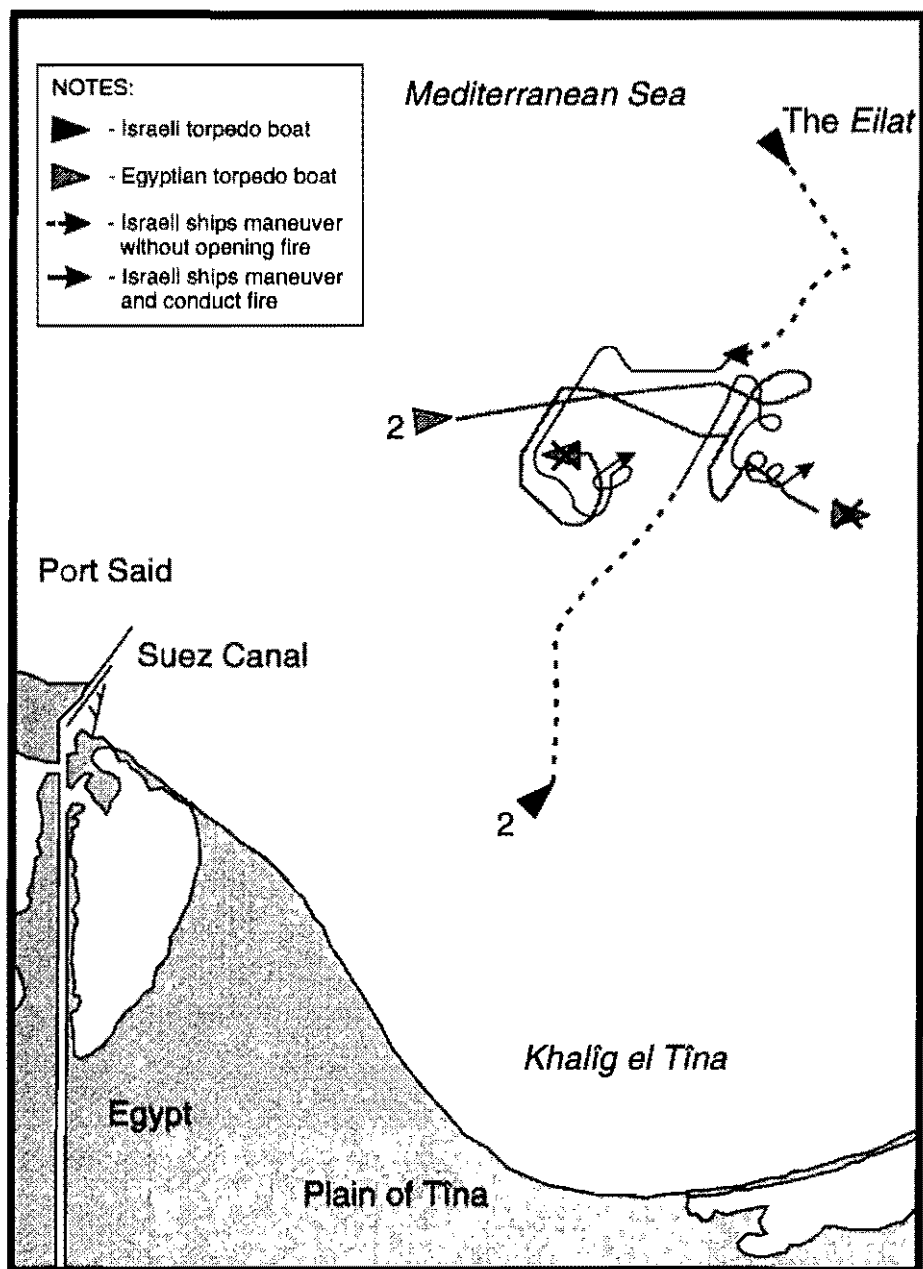 NOTES:
- Israeli torpedo boat
- Egyptian torpedo boat
- Israeli ships maneuver
without opening fire
- Israeli ships maneuver
and conduct fire
Mediterranean Sea
The Eilat
2
Port Said
Suez Canal
2
Khalîg el Tîna
Egypt
Plain of Tîna